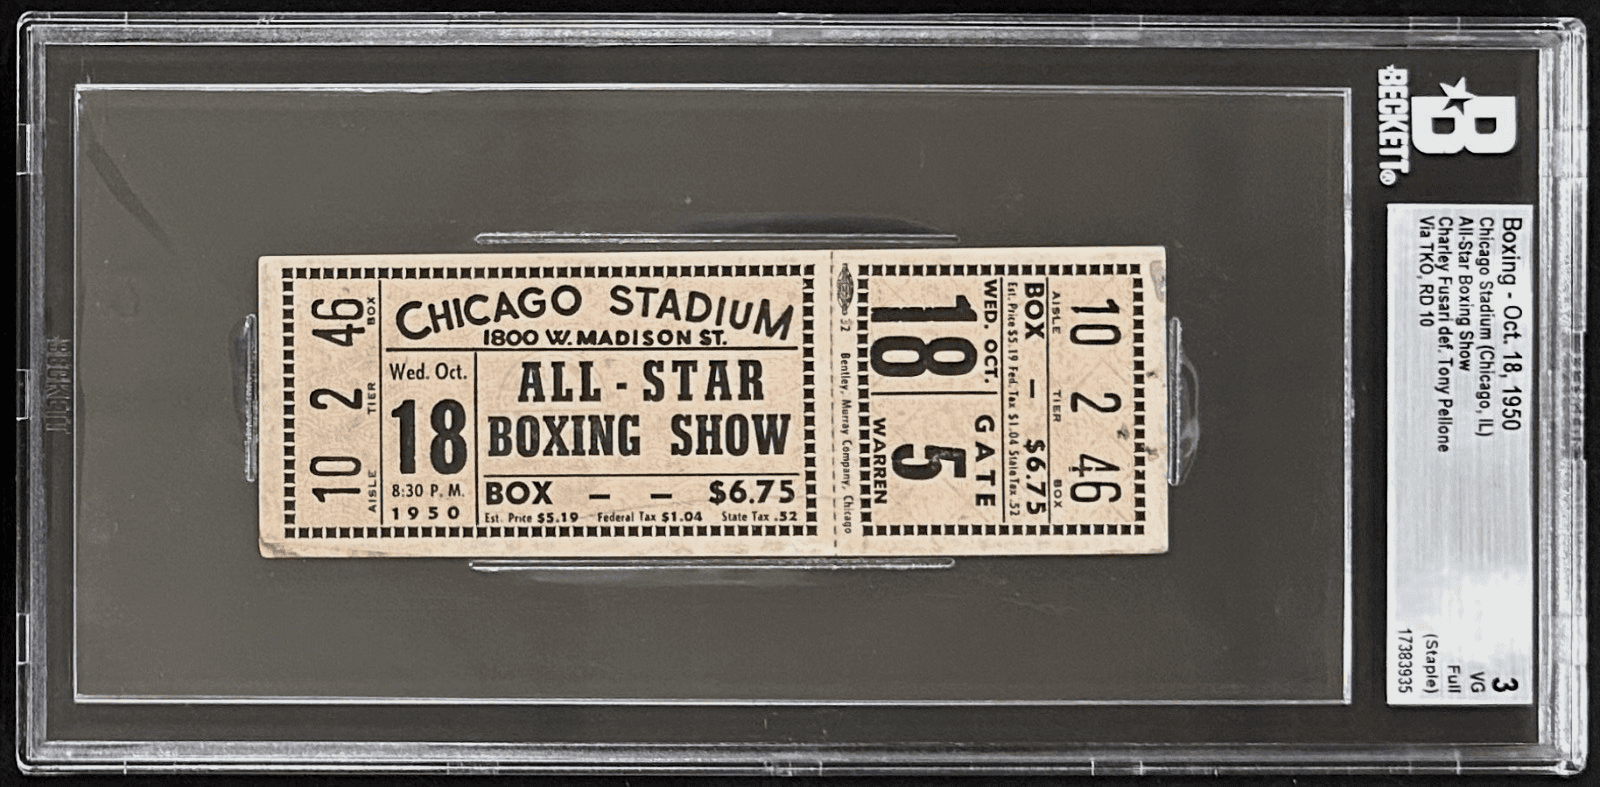 BOX 46
TIER 2
AISLE 10
CHICAGO STADIUM
1800 W. MADISON ST.
Wed. Oct.
18
8:30 P. M.
1950
ALL - STAR
BOXING SHOW
BOX – – $6.75
Est. Price $5.19 Federal Tax $1.04 State Tax .52
32 Bentley, Murray Company, Chicago
WED. OCT.
18
GATE
5
WARREN
BOX – $6.75
Est. Price $5.19 Fed. Tax $1.04 State Tax .52
AISLE TIER BOX
10 2 46
B
BECKETT®
Boxing - Oct. 18, 1950
Chicago Stadium (Chicago, IL)
All-Star Boxing Show
Charley Fusari def. Tony Pellone
Via TKO, RD 10
3
VG
Full
(Staple)
17383935